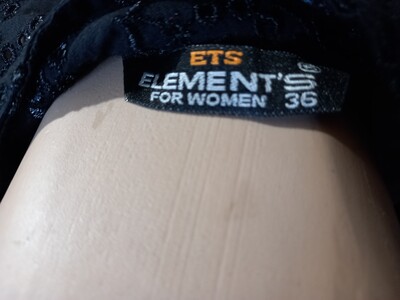 ETS
ELEMENT'S ®
FOR WOMEN 36